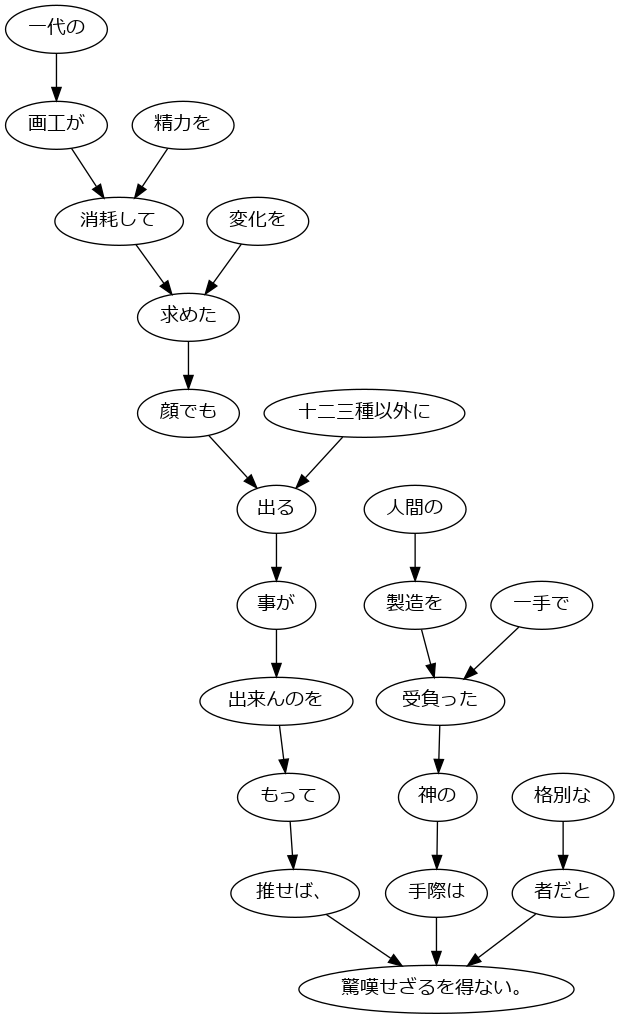 一代の
画工が
精力を
消耗して
変化を
求めた
顔でも
十二三種以外に
出る
人間の
事が
製造を
一手で
出来んのを
受負った
もって
神の
格別な
推せば、
手際は
者だと
驚嘆せざるを得ない。